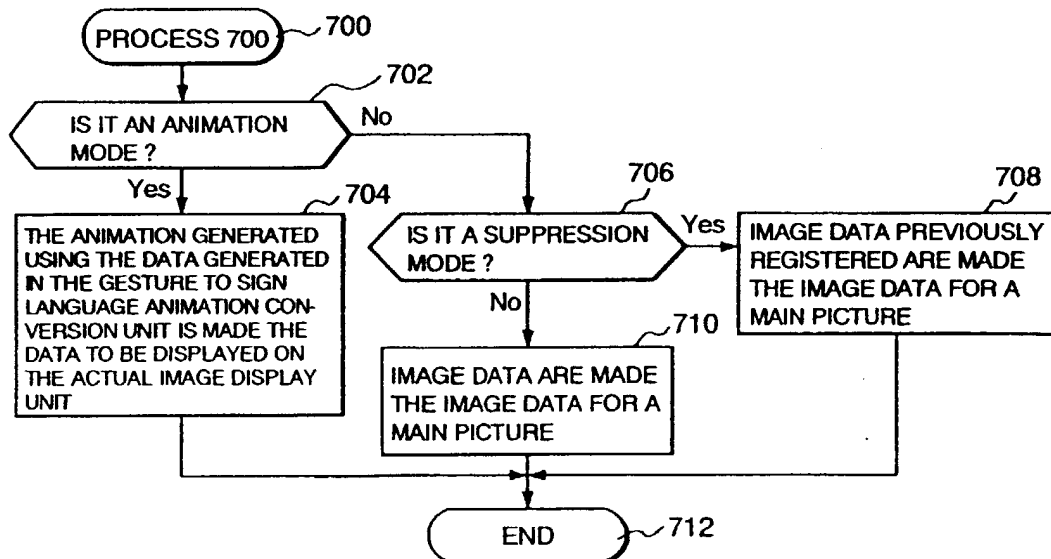 PROCESS 700
700
702
IS IT AN ANIMATION
MODE ?
No
Yes
704
THE ANIMATION GENERATED
USING THE DATA GENERATED
IN THE GESTURE TO SIGN
LANGUAGE ANIMATION CON-
VERSION UNIT IS MADE THE
DATA TO BE DISPLAYED ON
THE ACTUAL IMAGE DISPLAY
UNIT
706
IS IT A SUPPRESSION
MODE ?
Yes
No
708
IMAGE DATA PREVIOUSLY
REGISTERED ARE MADE
THE IMAGE DATA FOR A
MAIN PICTURE
710
IMAGE DATA ARE MADE
THE IMAGE DATA FOR A
MAIN PICTURE
END
712